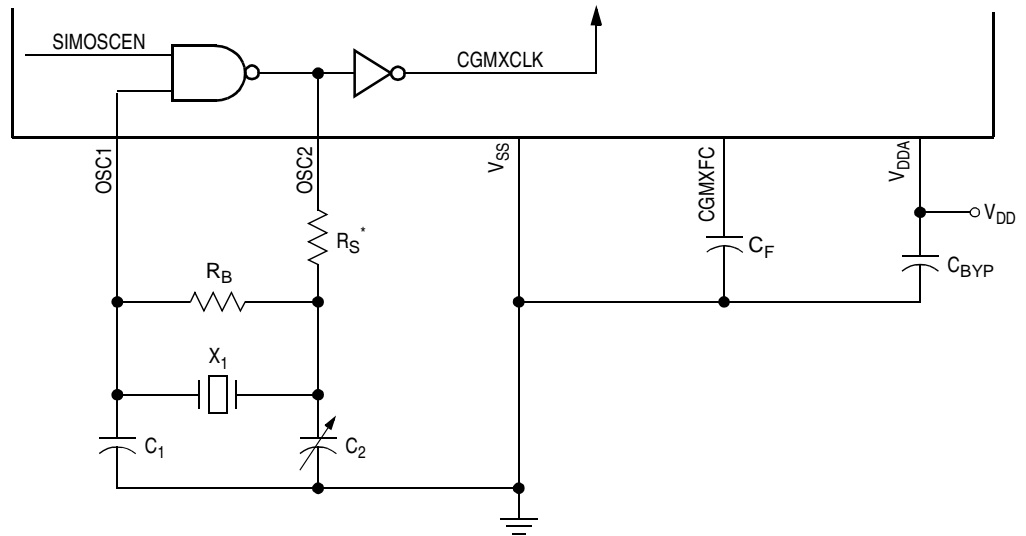 SIMOSCEN
CGMXCLK
OSC1
OSC2
VSS
CGMXFC
VDDA
VDD
RS*
CF
CBYP
RB
X1
C1
C2